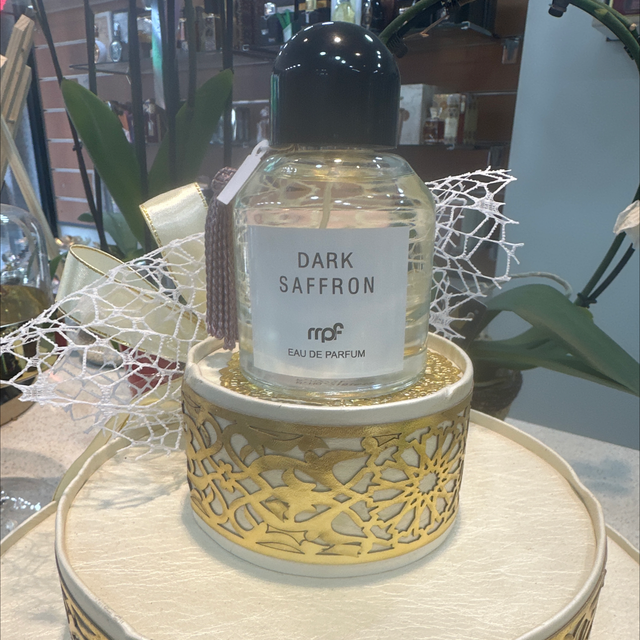 DARK
SAFFRON
mpf
EAU DE PARFUM